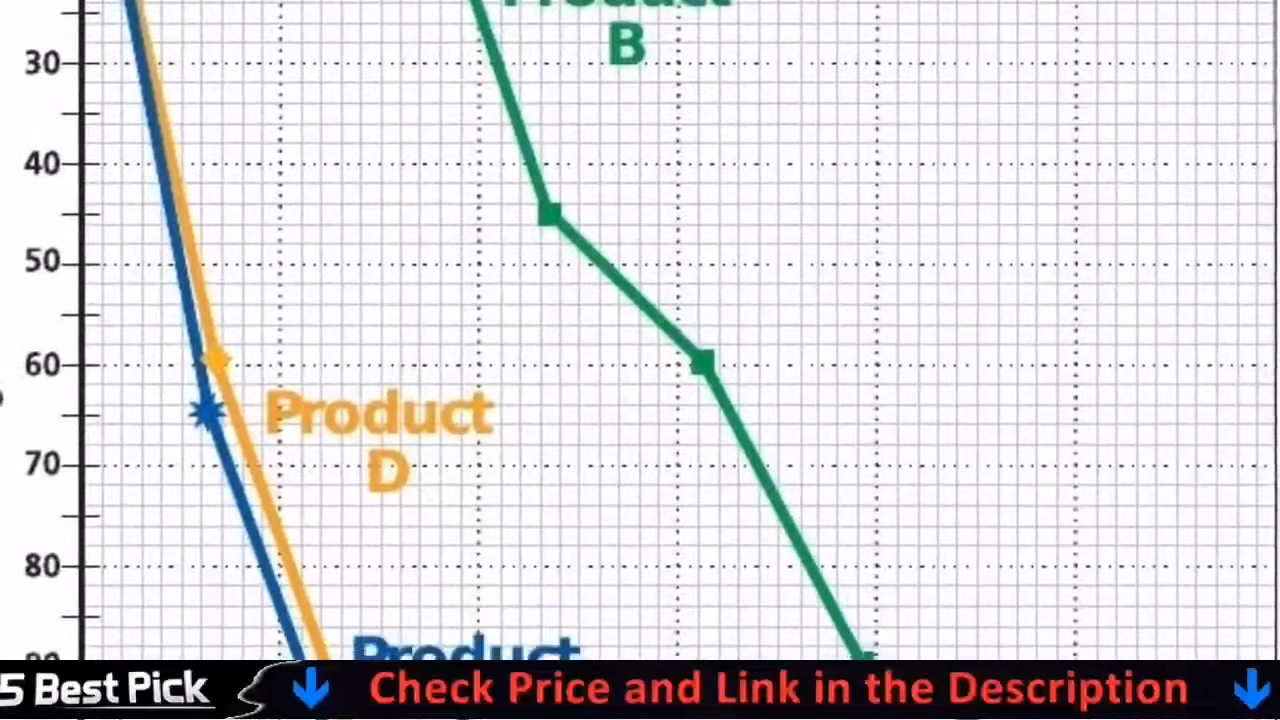 Product
B
30
40
50
60
Product
D
70
80
Product
90
5 Best Pick
Check Price and Link in the Description